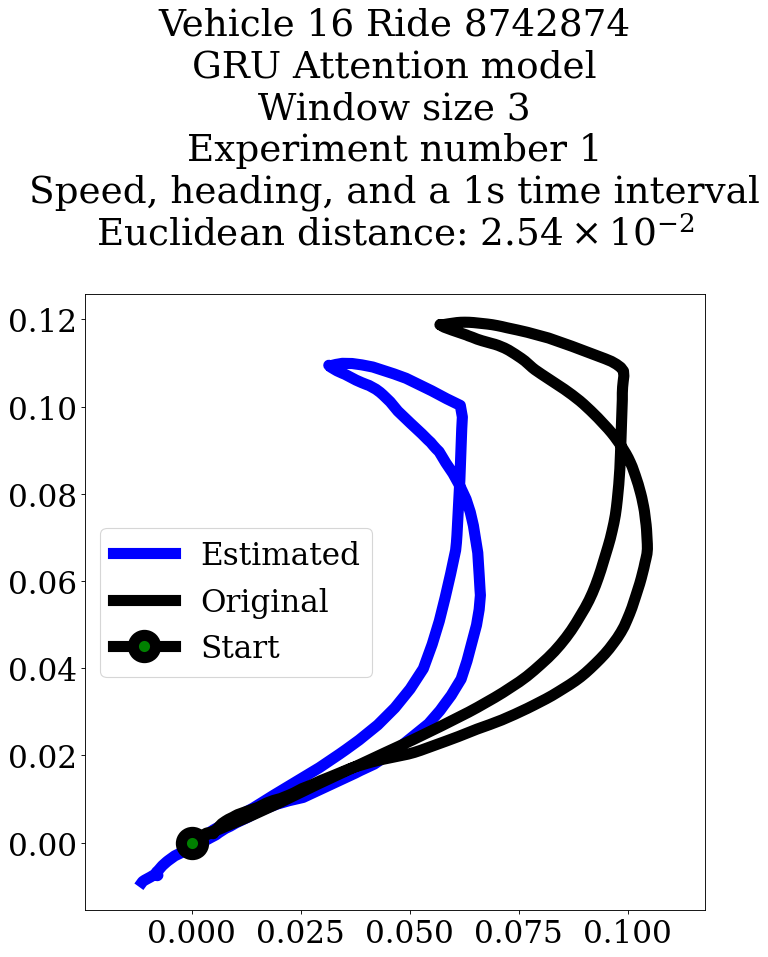 Vehicle 16 Ride 8742874
GRU Attention model
Window size 3
Experiment number 1
Speed, heading, and a 1s time interval
Euclidean distance: 2.54 × 10⁻²
0.12
0.10
0.08
0.06
0.04
0.02
0.00
Estimated
Original
Start
0.000 0.025 0.050 0.075 0.100